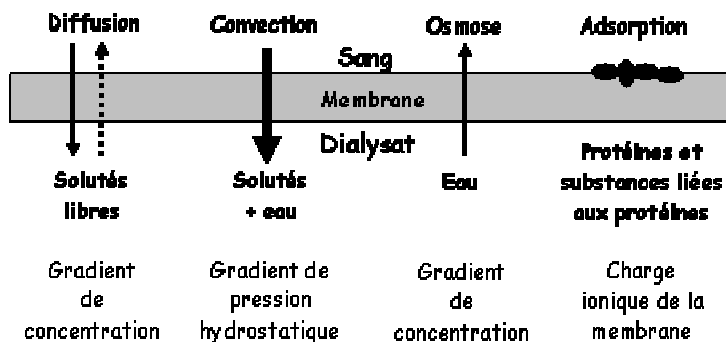 Diffusion Convection Osmose Adsorption
Sang
Membrane
Dialysat
Solutés
libres
Solutés
+ eau
Eau
Protéines et
substances liées
aux protéines
Gradient
de
concentration
Gradient de
pression
hydrostatique
Gradient
de
concentration
Charge
ionique de la
membrane